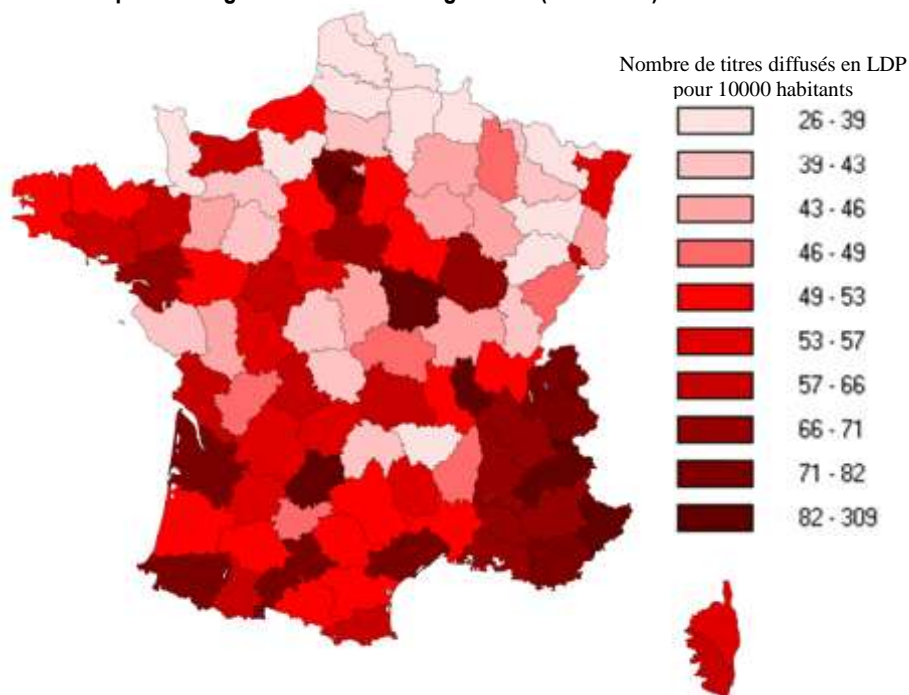 Nombre de titres diffusés en LDP
pour 10000 habitants
26 - 39
39 - 43
43 - 46
46 - 49
49 - 53
53 - 57
57 - 66
66 - 71
71 - 82
82 - 309